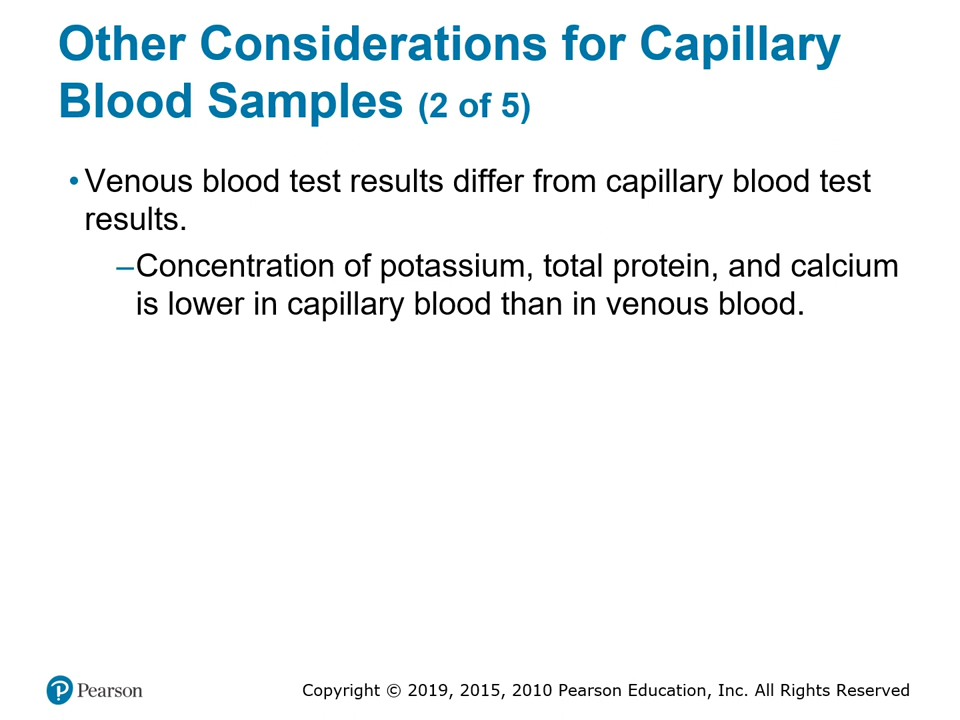 Other Considerations for Capillary
Blood Samples (2 of 5)
• Venous blood test results differ from capillary blood test
results.
–Concentration of potassium, total protein, and calcium
is lower in capillary blood than in venous blood.
Pearson
Copyright © 2019, 2015, 2010 Pearson Education, Inc. All Rights Reserved